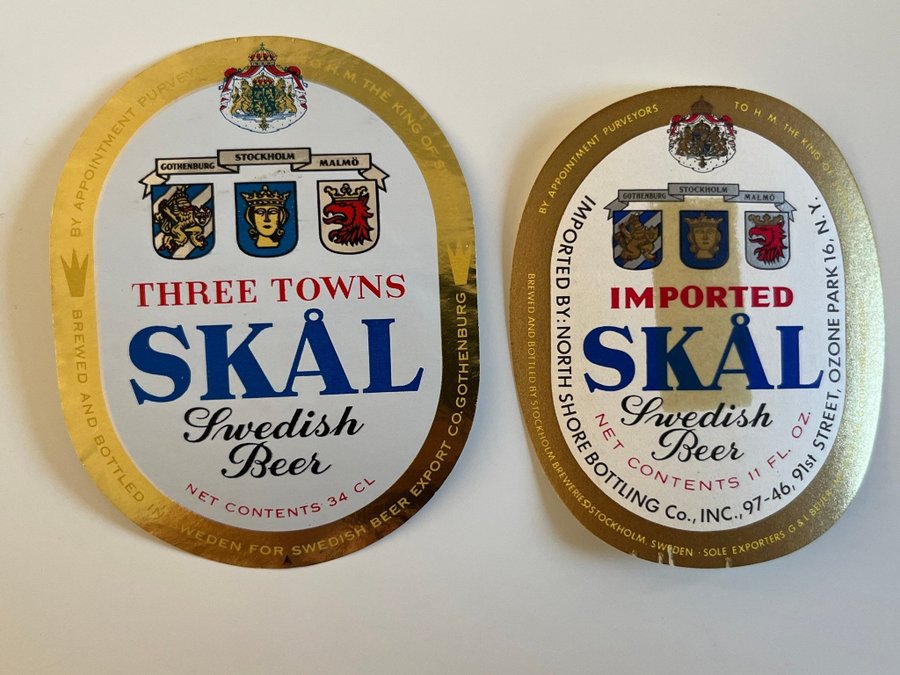 BY APPOINTMENT PURVEY
TO H. M. THE KING OF S
GOTHENBURG STOCKHOLM MALMÖ
THREE TOWNS
SKÅL
Swedish
Beer
NET CONTENTS 34 CL
BREWED AND BOTTLED IN SWEDEN FOR SWEDISH BEER EXPORT CO. GOTHENBURG
BY APPOINTMENT PURVEYORS TO H. M. THE KING OF
GOTHENBURG STOCKHOLM MALMÖ
IMPORTED
SKÅL
Swedish
Beer
NET CONTENTS 11 FL. OZ.
IMPORTED BY: NORTH SHORE BOTTLING Co., INC., 97-46, 91st STREET, OZONE PARK 16, N. Y.
BREWED AND BOTTLED BY STOCKHOLM BREWERIES STOCKHOLM, SWEDEN · SOLE EXPORTERS G & L BEIJER